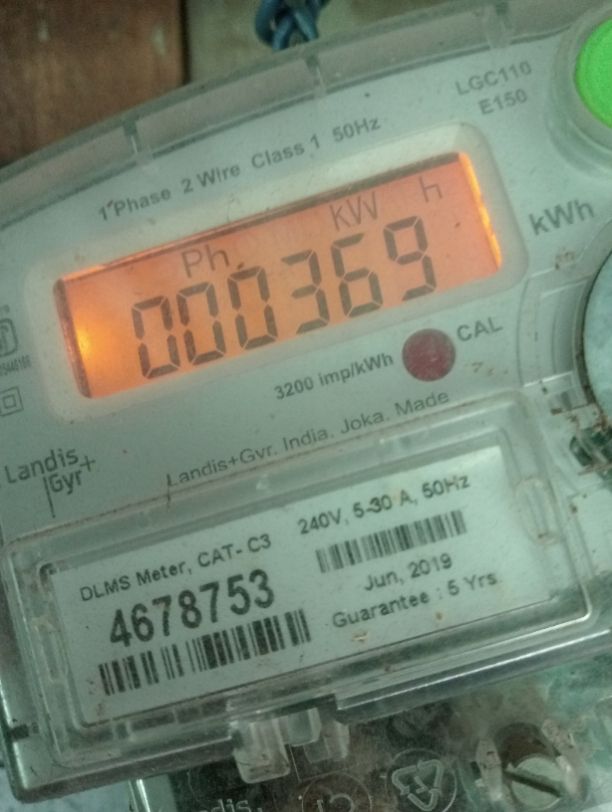 LGC110
E150
1 Phase 2 Wire Class 1 50Hz
Ph kW h
000369
kWh
3200 imp/kWh
CAL
Landis+Gyr. India. Joka. Made
Landis
Gyr+
DLMS Meter, CAT- C3
240V, 5-30 A, 50Hz
4678753
Jun, 2019
Guarantee : 5 Yrs